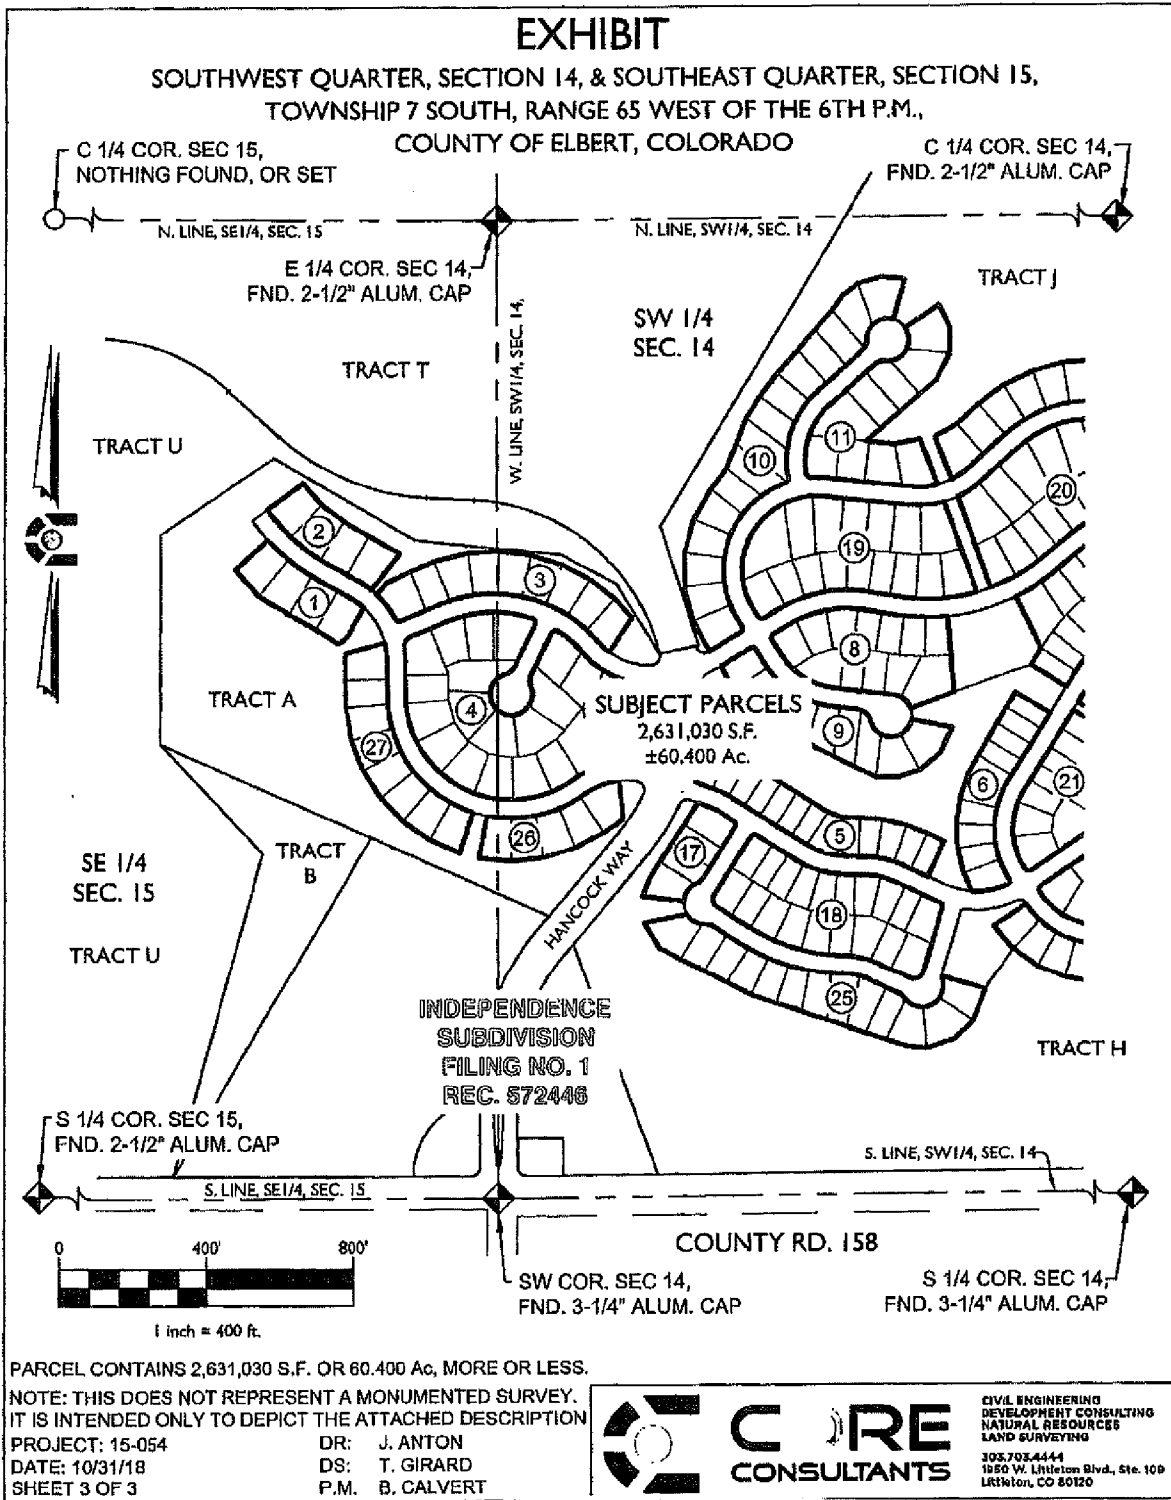 EXHIBIT
SOUTHWEST QUARTER, SECTION 14, & SOUTHEAST QUARTER, SECTION 15,
TOWNSHIP 7 SOUTH, RANGE 65 WEST OF THE 6TH P.M.,
COUNTY OF ELBERT, COLORADO
C 1/4 COR. SEC 15,
NOTHING FOUND, OR SET
C 1/4 COR. SEC 14,
FND. 2-1/2" ALUM. CAP
N. LINE, SE1/4, SEC. 15
N. LINE, SW1/4, SEC. 14
E 1/4 COR. SEC 14,
FND. 2-1/2" ALUM. CAP
TRACT J
SW 1/4
SEC. 14
W. LINE, SW1/4, SEC. 14,
TRACT T
TRACT U
11
10
20
2
19
3
1
8
TRACT A
4
SUBJECT PARCELS
2,631,030 S.F.
±60.400 Ac.
9
27
6
21
26
5
17
TRACT
B
SE 1/4
SEC. 15
HANCOCK WAY
18
TRACT U
25
INDEPENDENCE
SUBDIVISION
FILING NO. 1
REC. 572446
TRACT H
S 1/4 COR. SEC 15,
FND. 2-1/2" ALUM. CAP
S. LINE, SW1/4, SEC. 14
S. LINE, SE1/4, SEC. 15
COUNTY RD. 158
0 400' 800'
1 inch = 400 ft.
SW COR. SEC 14,
FND. 3-1/4" ALUM. CAP
S 1/4 COR. SEC 14,
FND. 3-1/4" ALUM. CAP
PARCEL CONTAINS 2,631,030 S.F. OR 60.400 Ac, MORE OR LESS.
NOTE: THIS DOES NOT REPRESENT A MONUMENTED SURVEY.
IT IS INTENDED ONLY TO DEPICT THE ATTACHED DESCRIPTION
PROJECT: 15-054 DR: J. ANTON
DATE: 10/31/18 DS: T. GIRARD
SHEET 3 OF 3 P.M. B. CALVERT
CORE
CONSULTANTS
CIVIL ENGINEERING
DEVELOPMENT CONSULTING
NATURAL RESOURCES
LAND SURVEYING
303.703.4444
1950 W. Littleton Blvd., Ste. 109
Littleton, CO 80120